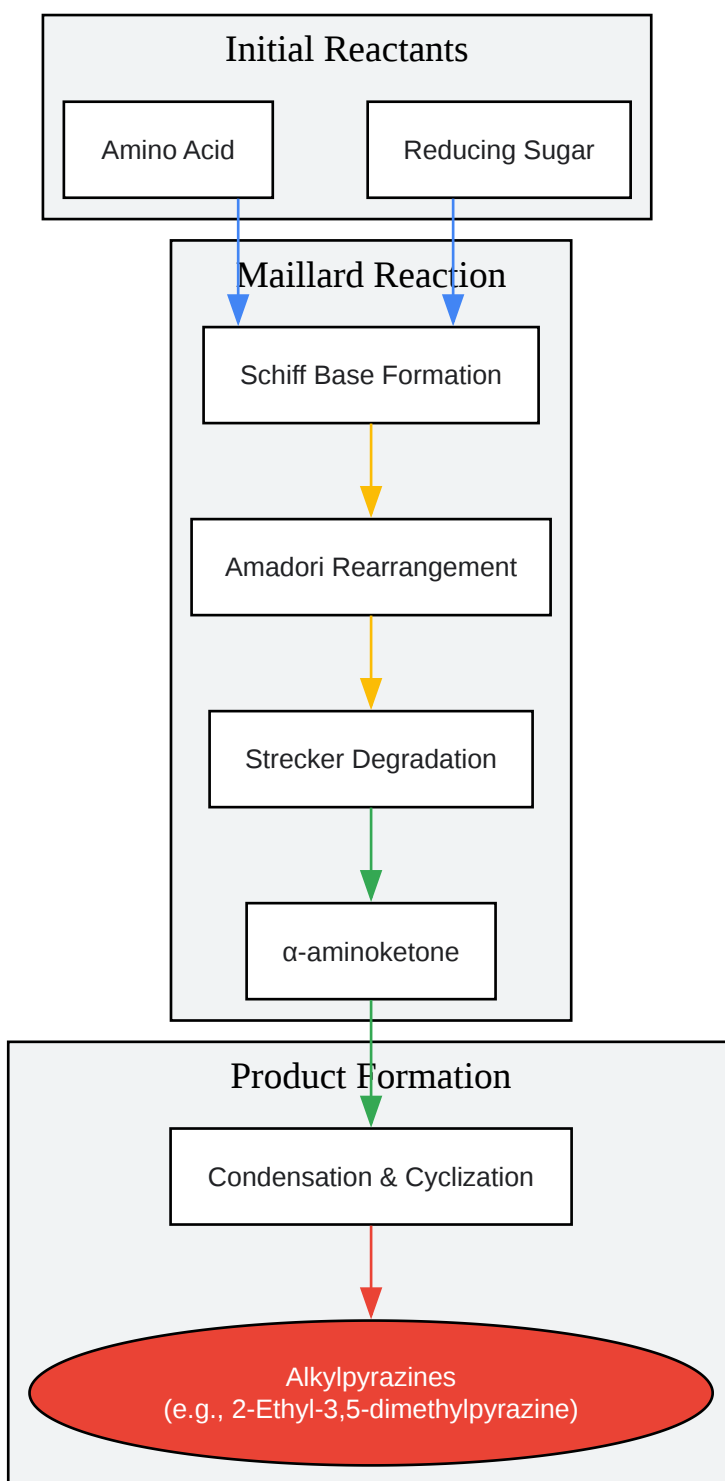 Initial Reactants
Amino Acid
Reducing Sugar
Maillard Reaction
Schiff Base Formation
Amadori Rearrangement
Strecker Degradation
α-aminoketone
Product Formation
Condensation & Cyclization
Alkylpyrazines
(e.g., 2-Ethyl-3,5-dimethylpyrazine)